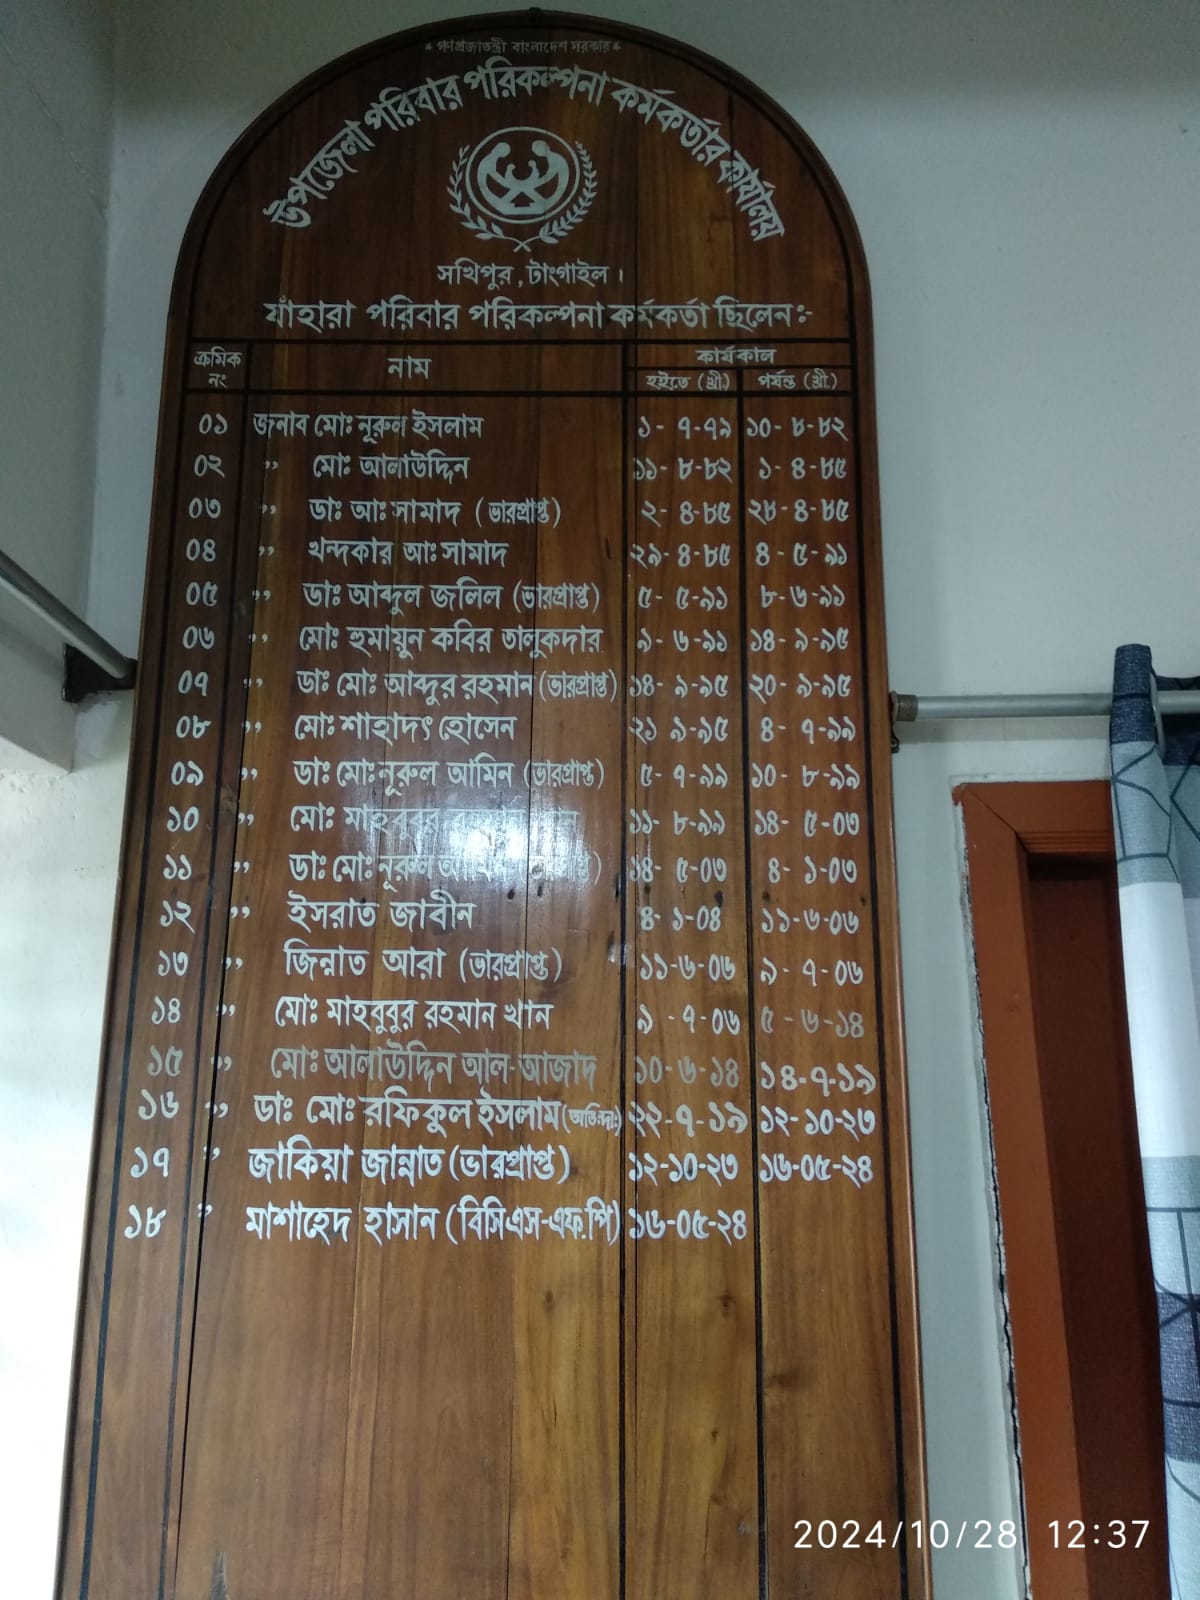 * গণপ্রজাতন্ত্রী বাংলাদেশ সরকার *
উপজেলা পরিবার পরিকল্পনা কর্মকর্তার কার্যালয়
সখিপুর, টাংগাইল।
যাঁহারা পরিবার পরিকল্পনা কর্মকর্তা ছিলেন:-
ক্রমিক নং নাম কার্যকাল
হইতে (খ্রী.) পর্যন্ত (খ্রী.)
০১ জনাব মোঃ নূরুল ইসলাম ১-৭-৭৯ ১০-৮-৮২
০২ " মোঃ আলাউদ্দিন ১১-৮-৮২ ১-৪-৮৫
০৩ " ডাঃ আঃ সামাদ (ভারপ্রাপ্ত) ২-৪-৮৫ ২৮-৪-৮৫
০৪ " খন্দকার আঃ সামাদ ২৯-৪-৮৫ ৪-৫-৯১
০৫ " ডাঃ আব্দুল জলিল (ভারপ্রাপ্ত) ৫-৫-৯১ ৮-৬-৯১
০৬ " মোঃ হুমায়ুন কবির তালুকদার ৯-৬-৯১ ১৪-৯-৯৫
০৭ " ডাঃ মোঃ আব্দুর রহমান (ভারপ্রাপ্ত) ১৪-৯-৯৫ ২০-৯-৯৫
০৮ " মোঃ শাহাদৎ হোসেন ২১ ৯-৯৫ ৪-৭-৯৯
০৯ " ডাঃ মোঃ নূরুল আমিন (ভারপ্রাপ্ত) ৫-৭-৯৯ ১০-৮-৯৯
১০ " মোঃ মাহবুবুর ১১-৮-৯৯ ১৪-৫-০৩
১১ " ডাঃ মোঃ নূরুল ১৪-৫-০৩ ৪-১-০৩
১২ " ইসরাত জাবীন ৪-১-০৪ ১১-৬-০৬
১৩ " জিন্নাত আরা (ভারপ্রাপ্ত) ১১-৬-০৬ ৯-৭-০৬
১৪ " মোঃ মাহবুবুর রহমান খান ৯-৭-০৬ ৫-৬-১৪
১৫ " মোঃ আলাউদ্দিন আল-আজাদ ১০-৬-১৪ ১৪-৭-১৯
১৬ " ডাঃ মোঃ রফিকুল ইসলাম ২২-৭-১৯ ১২-১০-২৩
১৭ " জাকিয়া জান্নাত (ভারপ্রাপ্ত) ১২-১০-২৩ ১৬-০৫-২৪
১৮ " মাশাহেদ হাসান (বিসিএস-এফ.পি) ১৬-০৫-২৪
2024/10/28 12:37